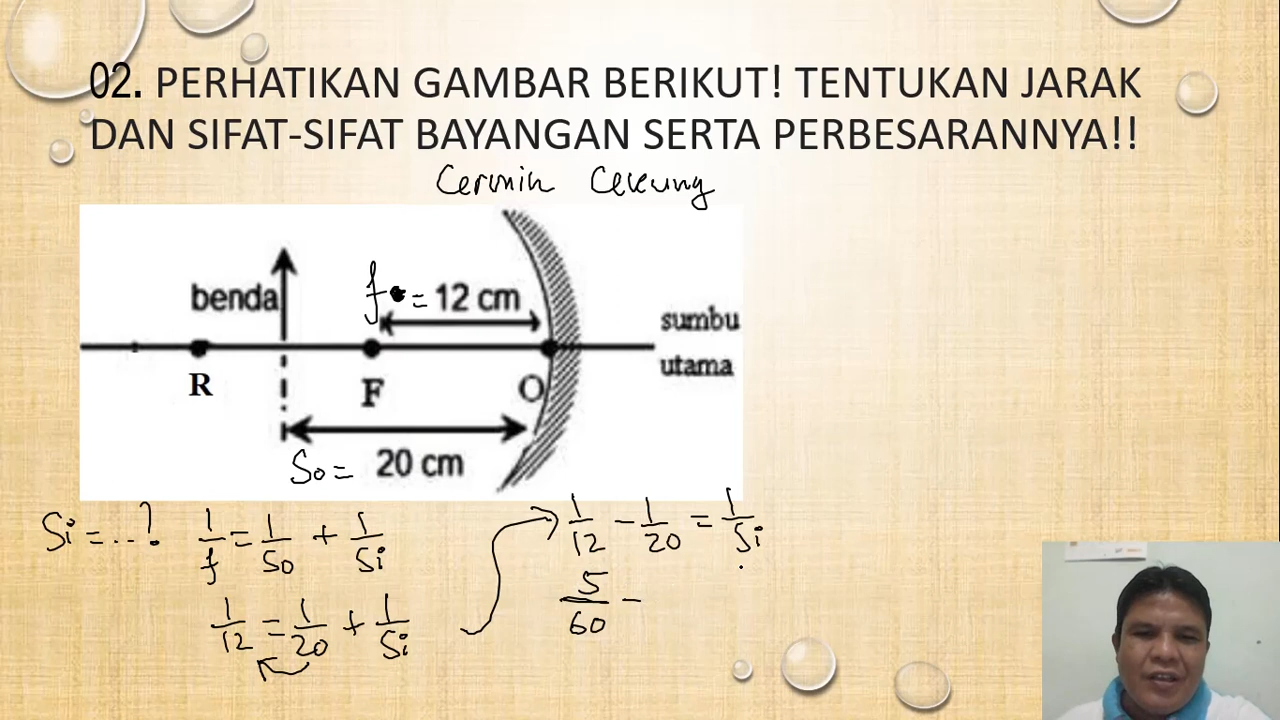 02. PERHATIKAN GAMBAR BERIKUT! TENTUKAN JARAK
DAN SIFAT-SIFAT BAYANGAN SERTA PERBESARANNYA!!
Cermin Cekung
benda
f = 12 cm
sumbu
utama
R
F
O
So = 20 cm
Si = ...?
1/f = 1/So + 1/Si
1/12 = 1/20 + 1/Si
1/12 - 1/20 = 1/Si
5/60 -